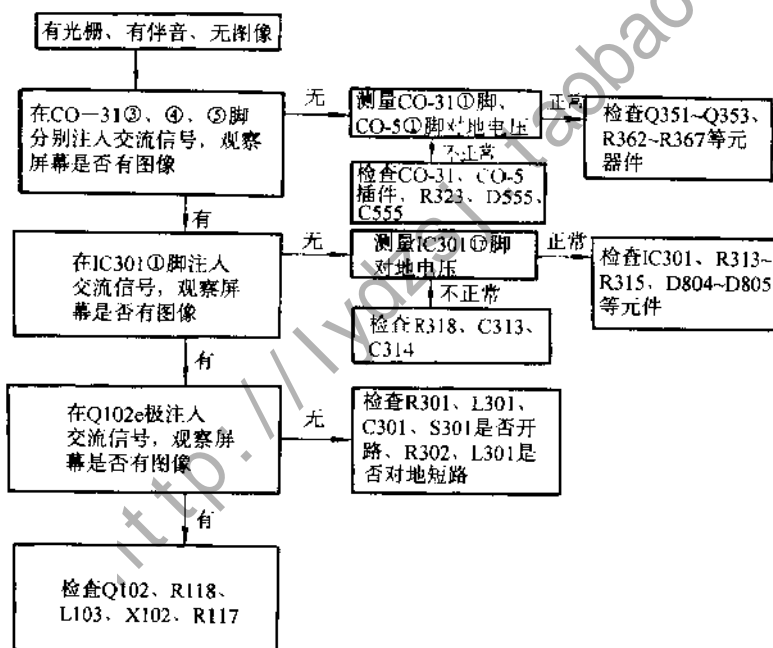 有光栅、有伴音、无图像
在CO-31③、④、⑤脚
分别注入交流信号，观察
屏幕是否有图像
无
测量CO-31①脚、
CO-5①脚对地电压
正常
检查Q351~Q353、
R362~R367等元
器件
不正常
检查CO-31、CO-5
插件，R323、D555、
C555
有
在IC301①脚注入
交流信号，观察屏
幕是否有图像
无
测量IC301⑰脚
对地电压
正常
检查IC301、R313~
R315、D804~D805
等元件
不正常
检查R318、C313、
C314
有
在Q102e极注入
交流信号，观察屏
幕是否有图像
无
检查R301、L301、
C301、S301是否开
路、R302、L301是
否对地短路
有
检查Q102、R118、
L103、X102、R117
http://lydzsj.taobao